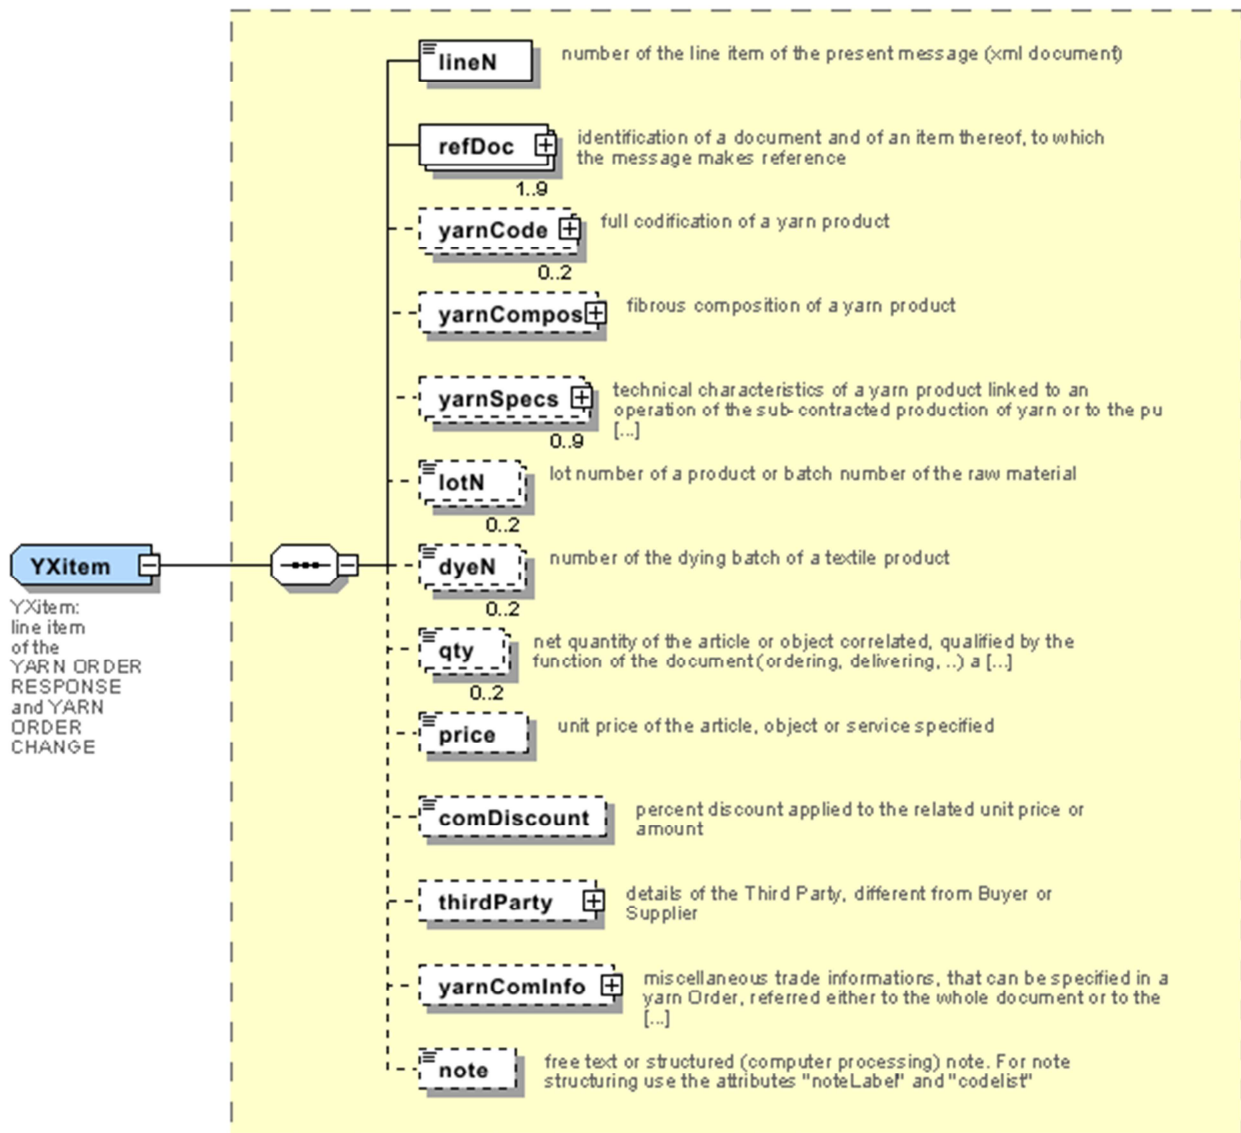 lineN
number of the line item of the present message (xml document)
refDoc
identification of a document and of an item thereof, to which
the message makes reference
1..9
yarnCode
full codification of a yarn product
0..2
yarnCompos
fibrous composition of a yarn product
yarnSpecs
technical characteristics of a yarn product linked to an
operation of the sub-contracted production of yarn or to the pu
[...]
0..9
lotN
lot number of a product or batch number of the raw material
0..2
YXitem
YXitem:
line item
of the
YARN ORDER
RESPONSE
and YARN
ORDER
CHANGE
dyeN
number of the dying batch of a textile product
0..2
qty
net quantity of the article or object correlated, qualified by the
function of the document (ordering, delivering, ..) a [...]
0..2
price
unit price of the article, object or service specified
comDiscount
percent discount applied to the related unit price or
amount
thirdParty
details of the Third Party, different from Buyer or
Supplier
yarnComInfo
miscellaneous trade informations, that can be specified in a
yarn Order, referred either to the whole document or to the
[...]
note
free text or structured (computer processing) note. For note
structuring use the attributes "noteLabel" and "codelist"